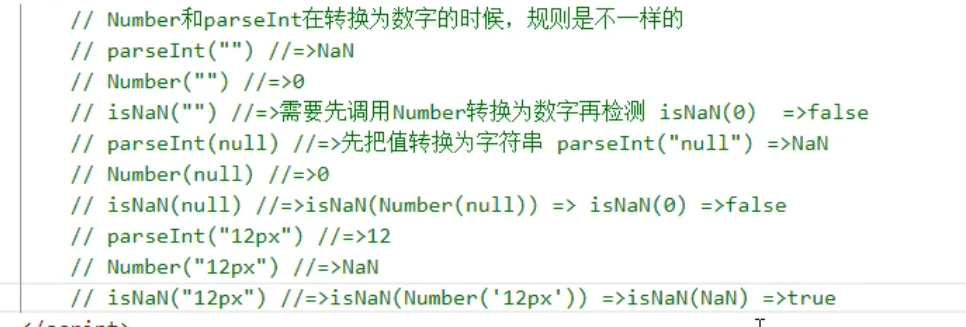 // Number和parseInt在转换为数字的时候，规则是不一样的
// parseInt("") //=>NaN
// Number("") //=>0
// isNaN("") //=>需要先调用Number转换为数字再检测 isNaN(0)  =>false
// parseInt(null) //=>先把值转换为字符串 parseInt("null") =>NaN
// Number(null) //=>0
// isNaN(null) //=>isNaN(Number(null)) => isNaN(0) =>false
// parseInt("12px") //=>12
// Number("12px") //=>NaN
// isNaN("12px") //=>isNaN(Number('12px')) =>isNaN(NaN) =>true